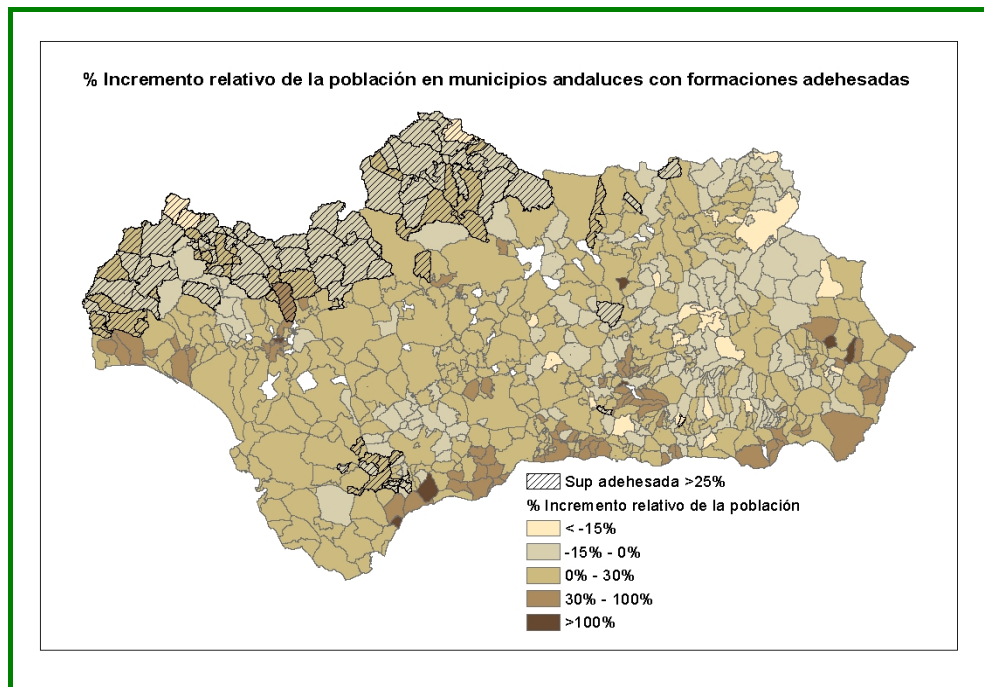 % Incremento relativo de la población en municipios andaluces con formaciones adehesadas
Sup adehesada >25%
% Incremento relativo de la población
< -15%
-15% - 0%
0% - 30%
30% - 100%
>100%